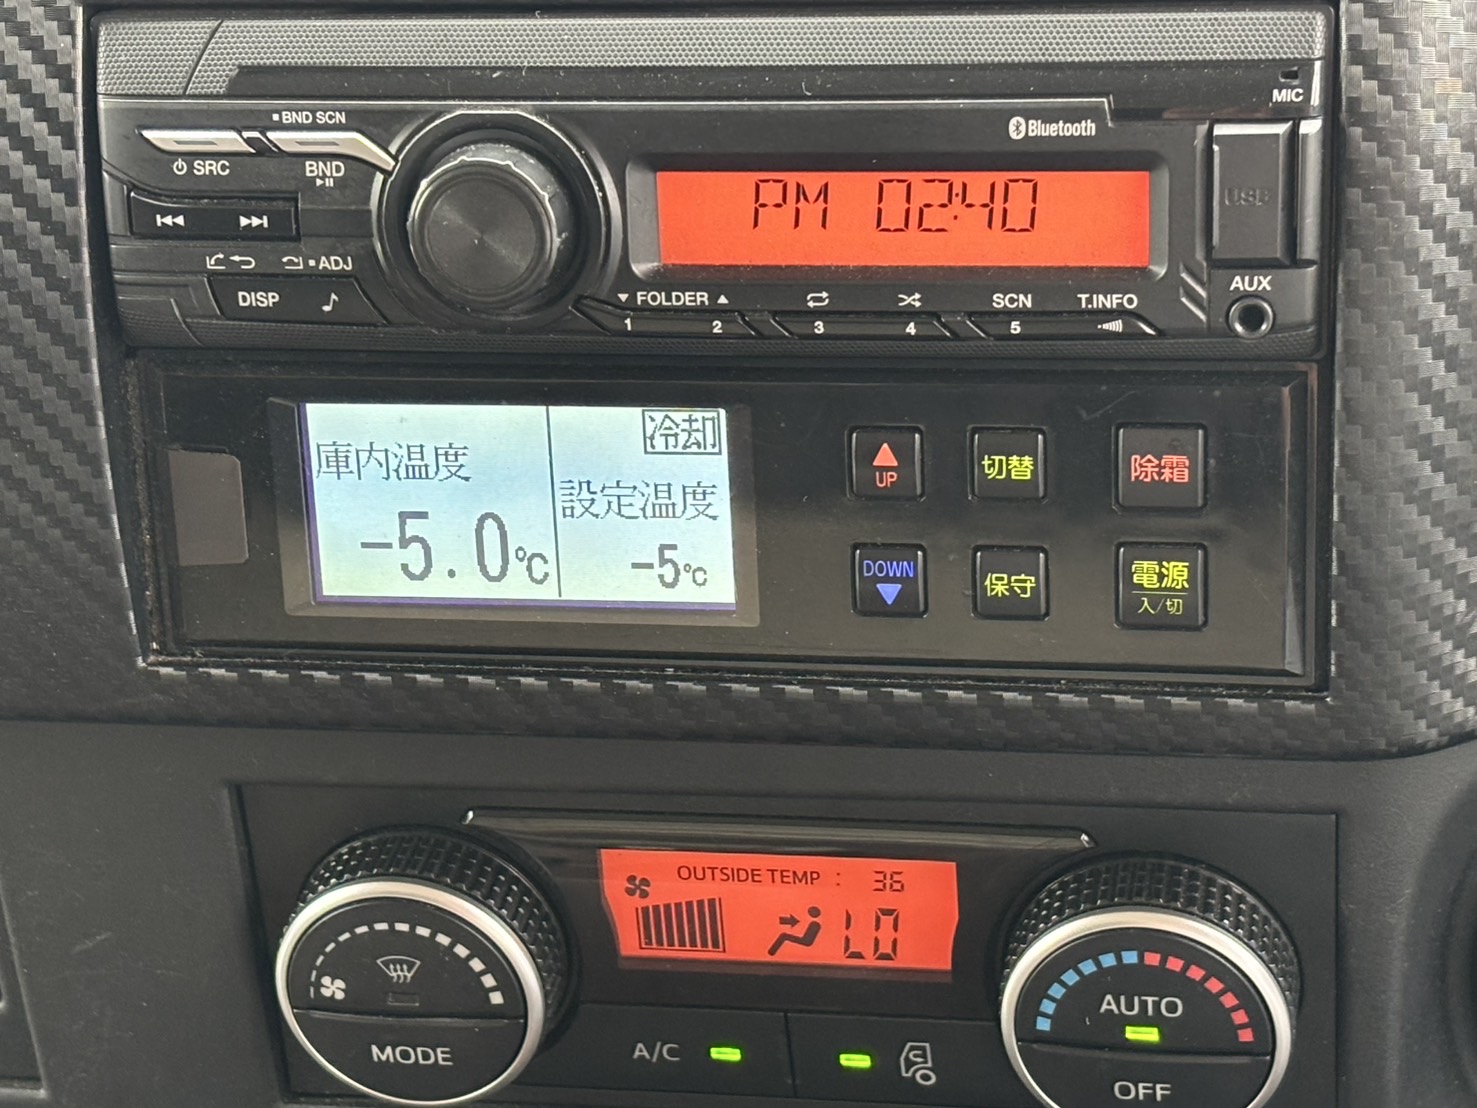 MIC
BND SCN
Bluetooth
SRC
BND
PM 02:40
USB
ADJ
DISP
FOLDER
SCN
T.INFO
AUX
1
2
3
4
5
冷却
庫内温度
設定温度
-5.0℃
-5℃
UP
切替
除霜
DOWN
保守
電源
入/切
OUTSIDE TEMP : 36
LO
AUTO
MODE
A/C
OFF